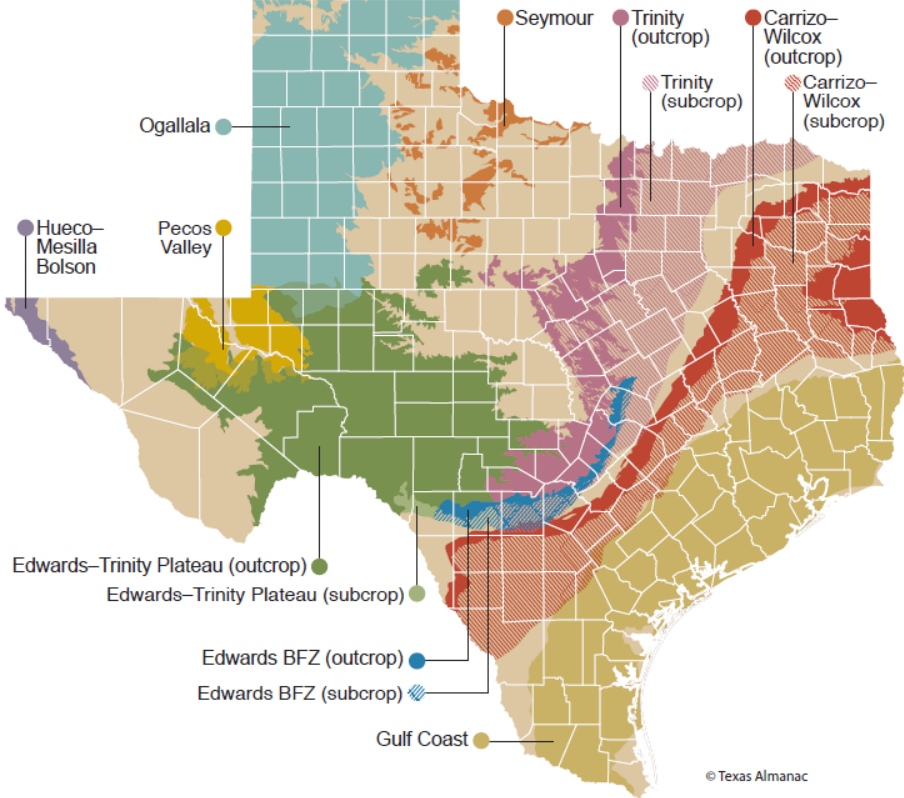 Seymour
Trinity
(outcrop)
Carrizo–
Wilcox
(outcrop)
Trinity
(subcrop)
Carrizo–
Wilcox
(subcrop)
Ogallala
Hueco–
Mesilla
Bolson
Pecos
Valley
Edwards–Trinity Plateau (outcrop)
Edwards–Trinity Plateau (subcrop)
Edwards BFZ (outcrop)
Edwards BFZ (subcrop)
Gulf Coast
© Texas Almanac